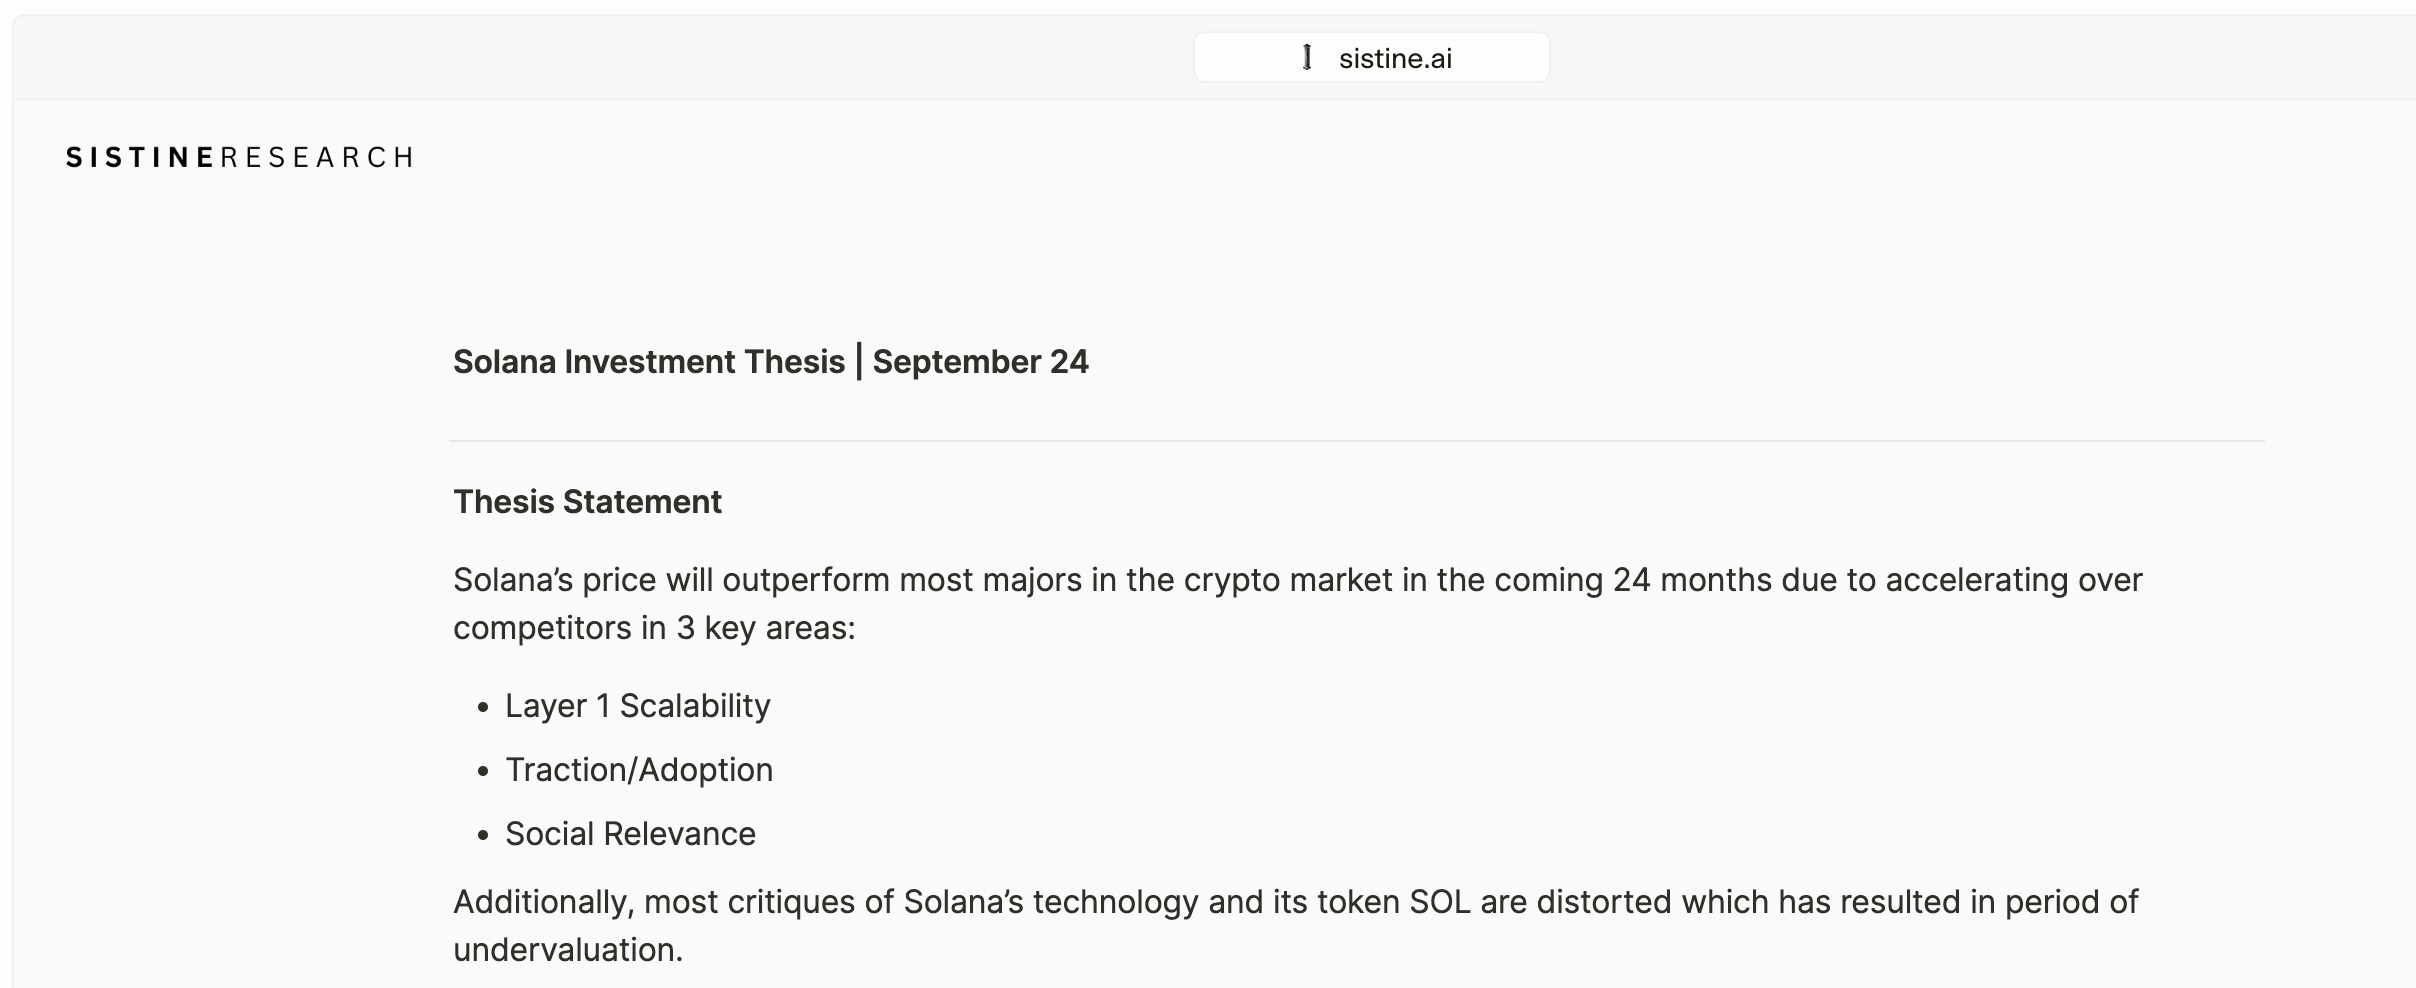 sistine.ai
SISTINERESEARCH
Solana Investment Thesis | September 24
Thesis Statement
Solana’s price will outperform most majors in the crypto market in the coming 24 months due to accelerating over
competitors in 3 key areas:
• Layer 1 Scalability
• Traction/Adoption
• Social Relevance
Additionally, most critiques of Solana’s technology and its token SOL are distorted which has resulted in period of
undervaluation.